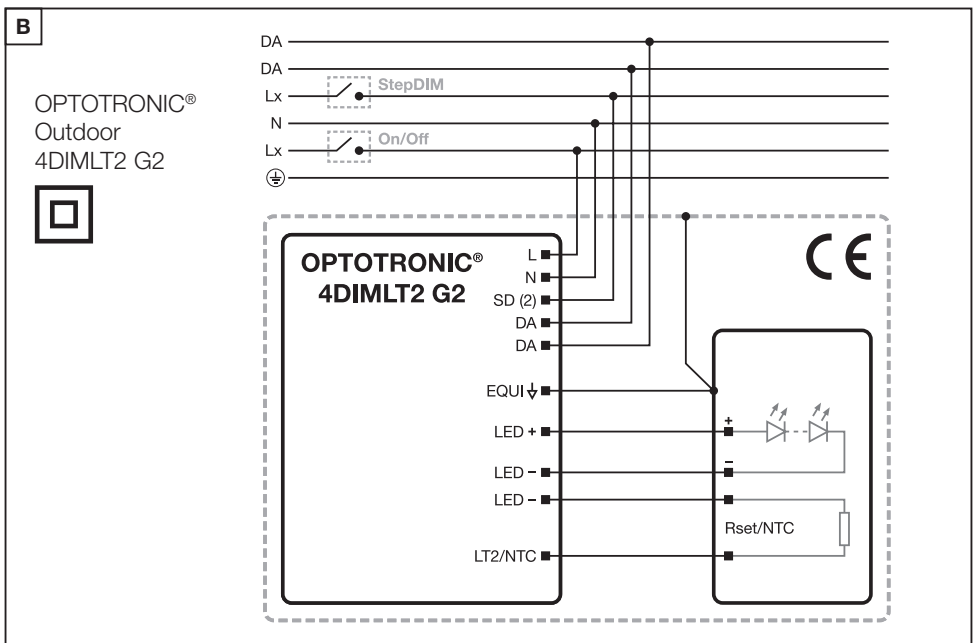 B
OPTOTRONIC®
Outdoor
4DIMLT2 G2
DA
DA
Lx
StepDIM
N
Lx
On/Off
OPTOTRONIC®
4DIMLT2 G2
L
N
SD (2)
DA
DA
EQUI
LED +
LED -
LED -
LT2/NTC
CE
+
-
Rset/NTC